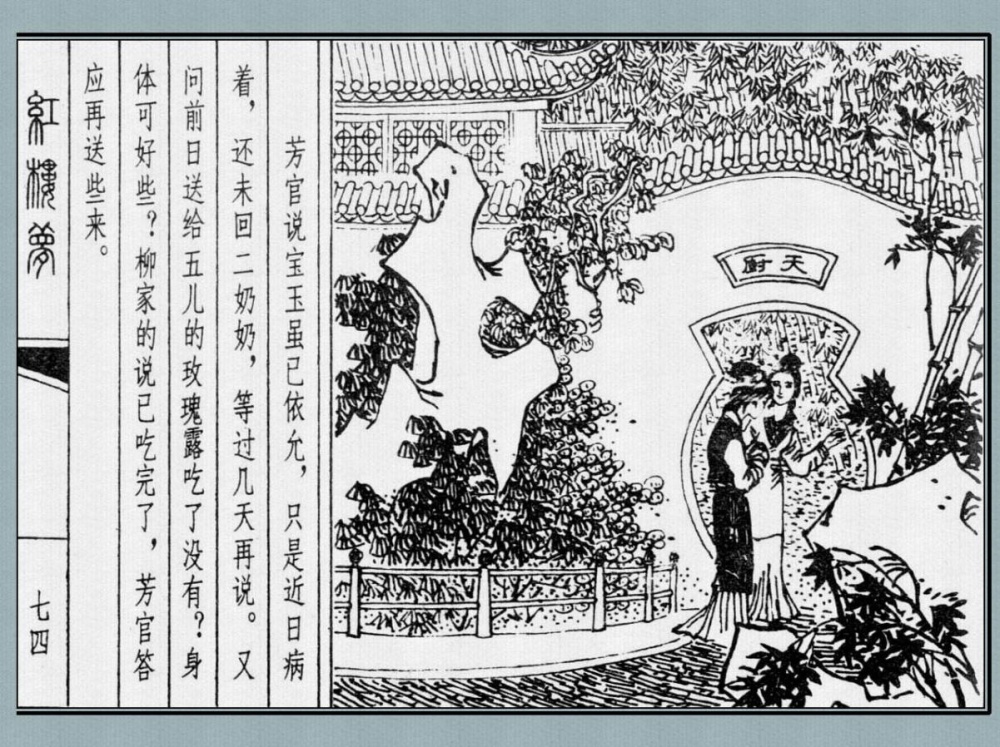 芳官说宝玉虽已依允，只是近日病
着，还未回二奶奶，等过几天再说。又
问前日送给五儿的玫瑰露吃了没有？身
体可好些？柳家的说已吃完了，芳官答
应再送些来。
紅樓夢
七四
天厨